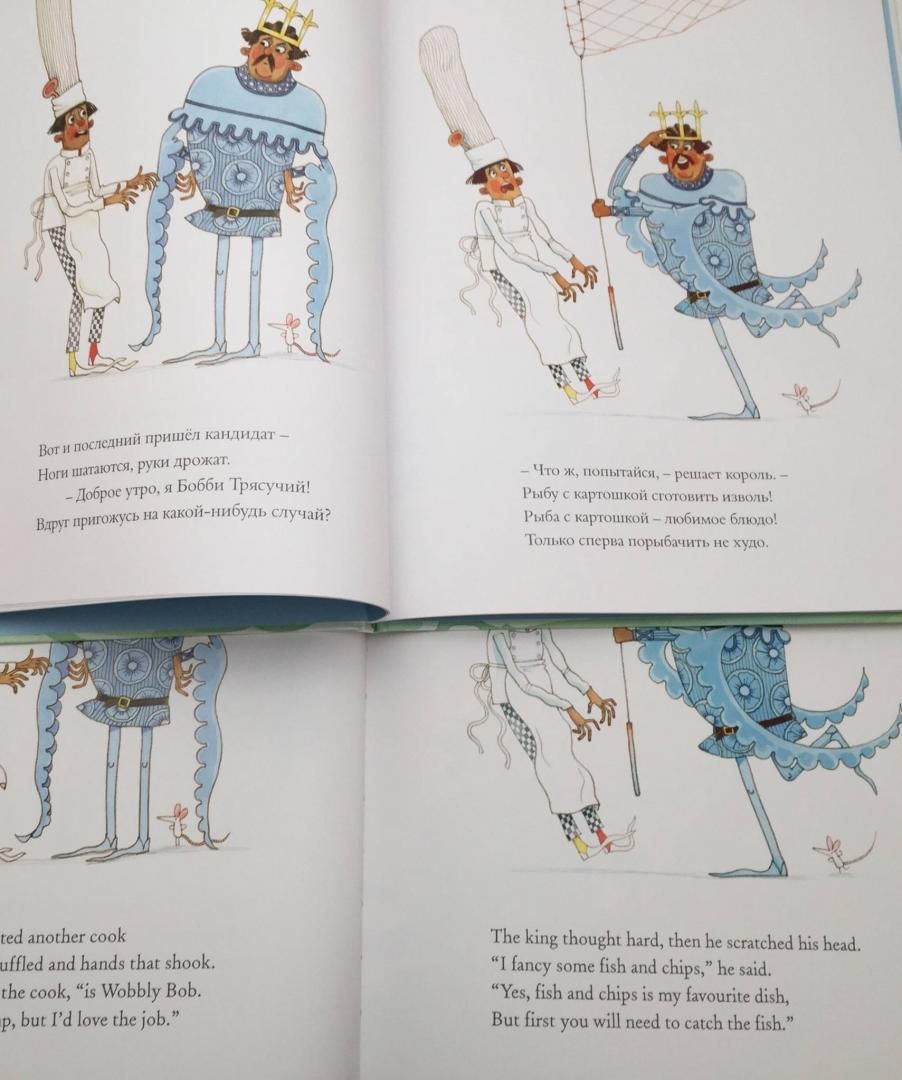 Вот и последний пришёл кандидат –
Ноги шатаются, руки дрожат.
– Доброе утро, я Бобби Трясучий!
Вдруг пригожусь на какой-нибудь случай?
– Что ж, попытайся, – решает король. –
Рыбу с картошкой сготовить изволь!
Рыба с картошкой – любимое блюдо!
Только сперва порыбачить не худо.
another cook
and hands that shook.
the cook, “is Wobbly Bob.
but I’d love the job.”
The king thought hard, then he scratched his head.
“I fancy some fish and chips,” he said.
“Yes, fish and chips is my favourite dish,
But first you will need to catch the fish.”